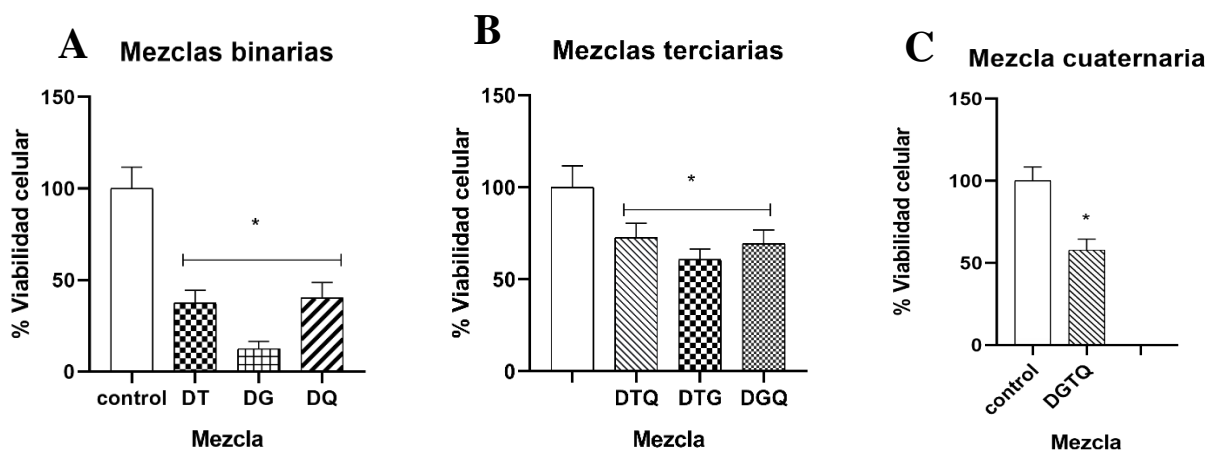 A Mezclas binarias
% Viabilidad celular
150
100
50
0
*
control DT DG DQ
Mezcla
B Mezclas terciarias
% Viabilidad celular
150
100
50
0
*
DTQ DTG DGQ
Mezcla
C Mezcla cuaternaria
% Viabilidad celular
150
100
50
0
*
control DGTQ
Mezcla